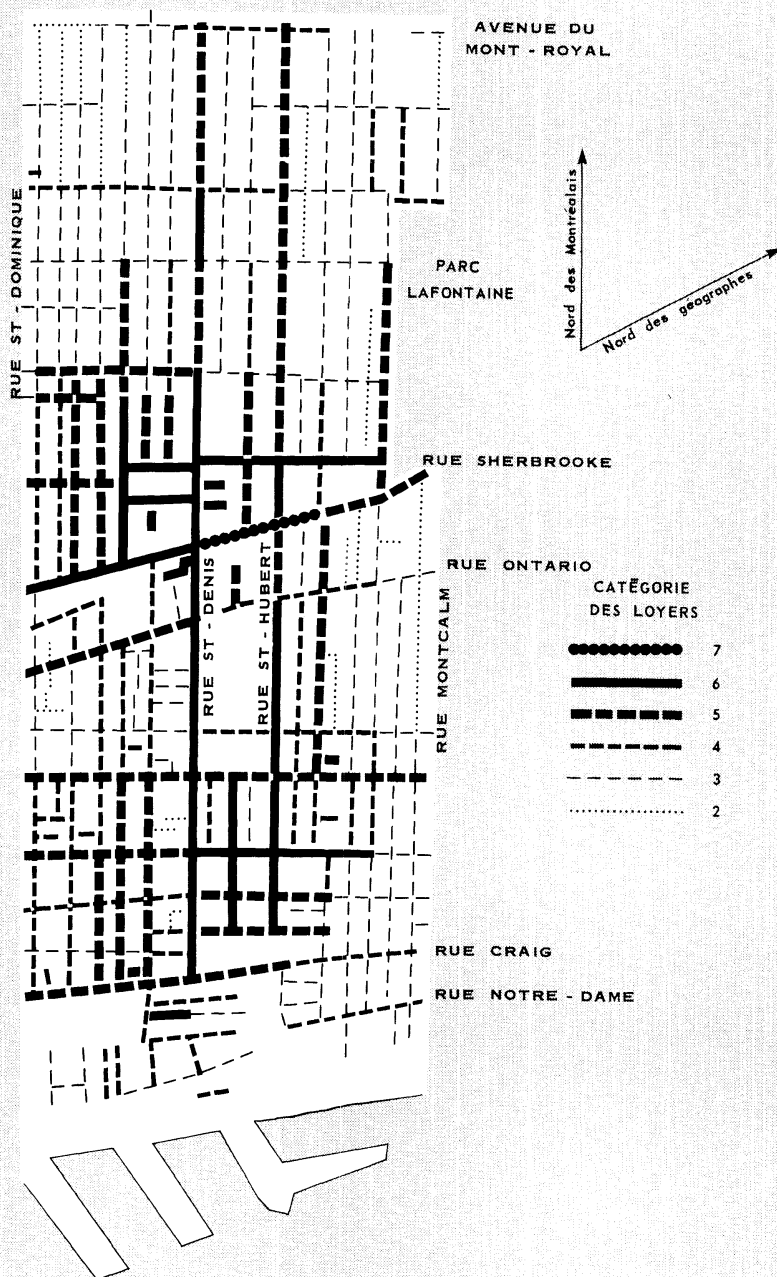 AVENUE DU
MONT - ROYAL
RUE ST - DOMINIQUE
Nord des Montréalais
Nord des géographes
PARC
LAFONTAINE
RUE SHERBROOKE
RUE ONTARIO
RUE ST - DENIS
RUE ST - HUBERT
RUE MONTCALM
CATÉGORIE
DES LOYERS
7
6
5
4
3
2
RUE CRAIG
RUE NOTRE - DAME